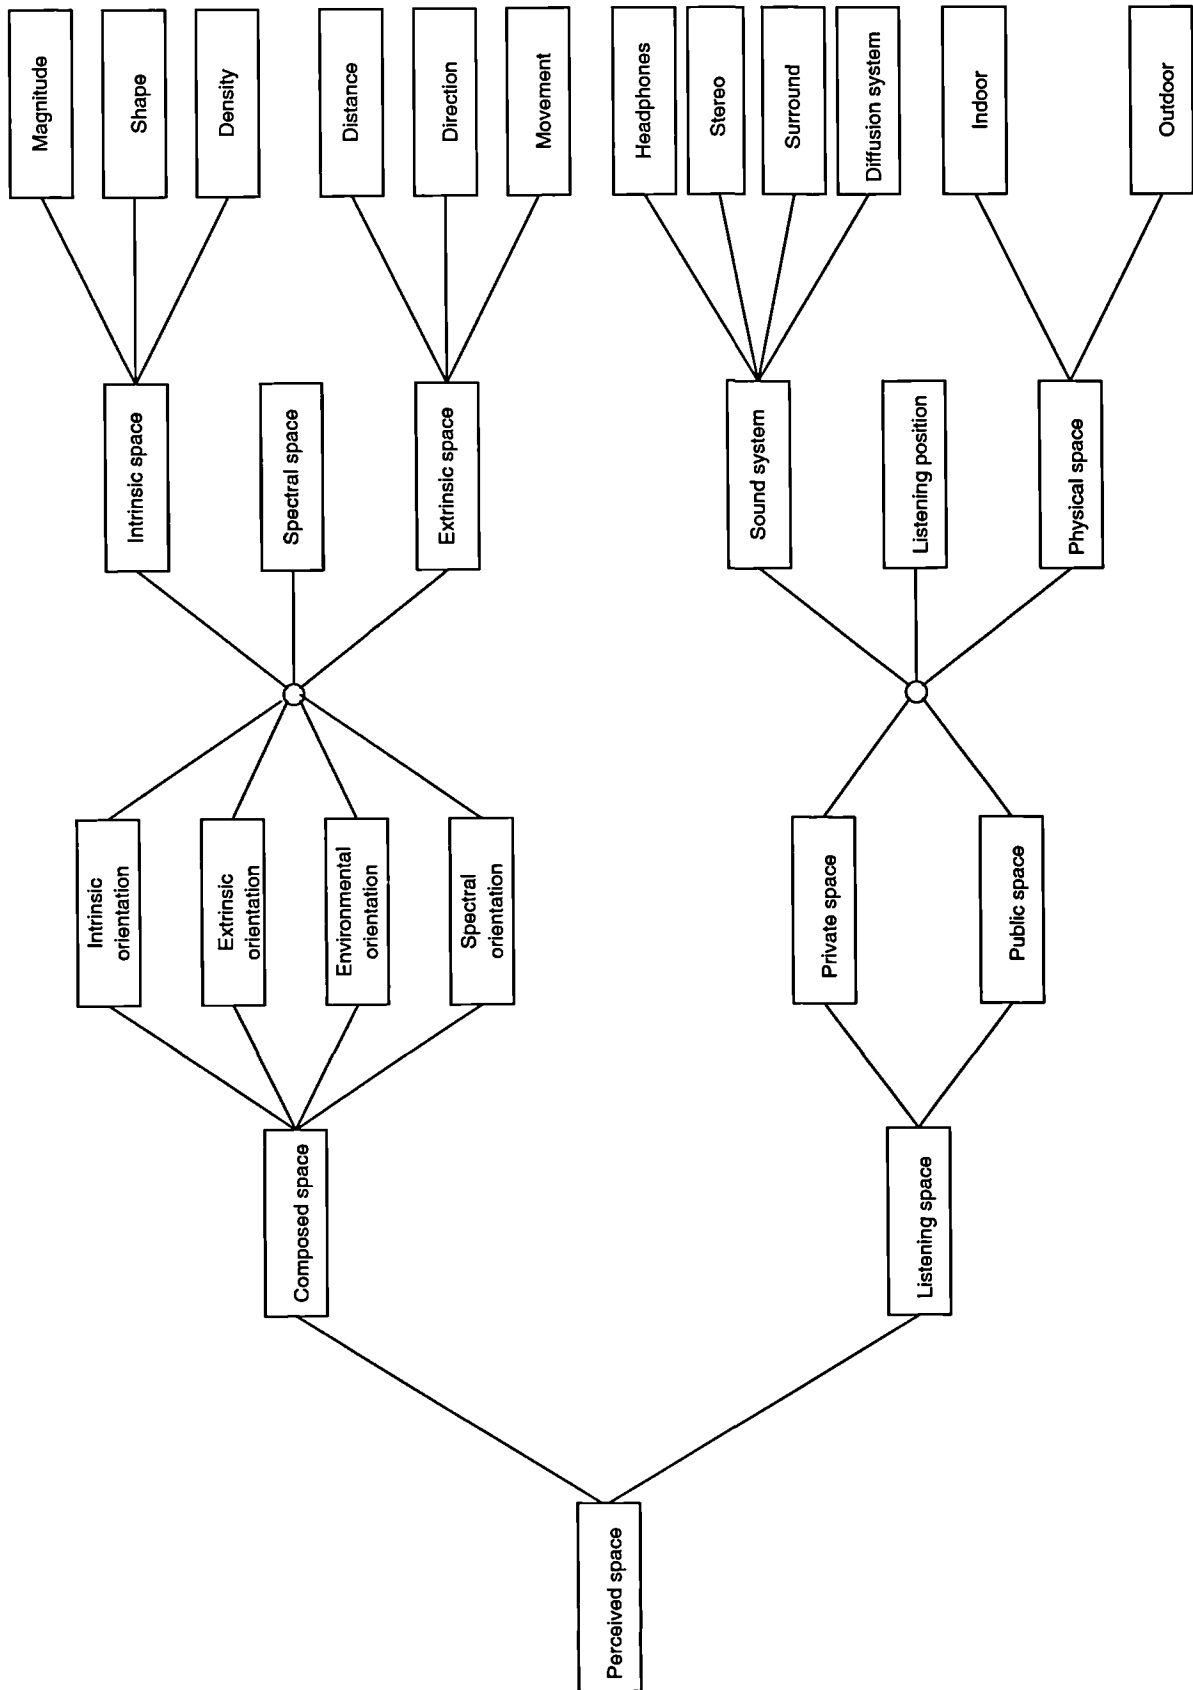 Perceived space
Composed space
Listening space
Intrinsic
orientation
Extrinsic
orientation
Environmental
orientation
Spectral
orientation
Private space
Public space
Intrinsic space
Spectral space
Extrinsic space
Sound system
Listening position
Physical space
Magnitude
Shape
Density
Distance
Direction
Movement
Headphones
Stereo
Surround
Diffusion system
Indoor
Outdoor